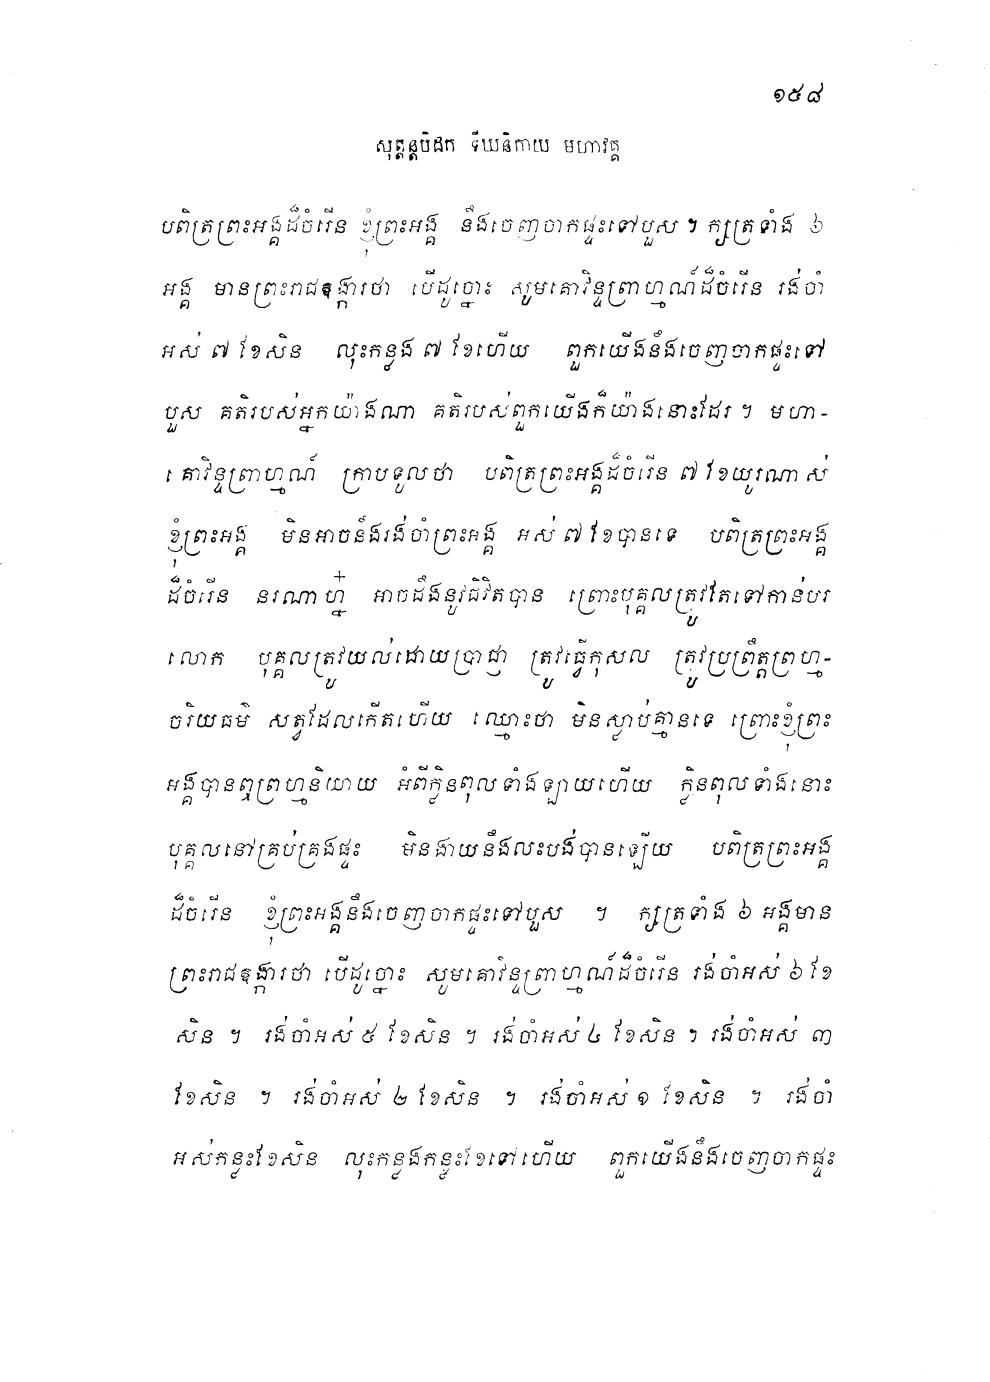 ១៥៨
សុត្តន្តបិដក ទីឃនិកាយ មហាវគ្គ
បពិត្រព្រះអង្គដ៏ចំរើន ខ្ញុំព្រះអង្គ នឹងចេញចាកផ្ទះទៅបួស ។ ក្សត្រទាំង ៦
អង្គ មានព្រះរាជឱង្ការថា បើដូច្នោះ សូមគោវិន្ទព្រាហ្មណ៍ដ៏ចំរើន រង់ចាំ
អស់ ៧ ខែសិន លុះកន្លង ៧ ខែហើយ ពួកយើងនឹងចេញចាកផ្ទះទៅ
បួស គតិរបស់អ្នកយ៉ាងណា គតិរបស់ពួកយើងក៏យ៉ាងនោះដែរ ។ មហា-
គោវិន្ទព្រាហ្មណ៍ ក្រាបទូលថា បពិត្រព្រះអង្គដ៏ចំរើន ៧ ខែយូរណាស់
ខ្ញុំព្រះអង្គ មិនអាចនឹងរង់ចាំព្រះអង្គ អស់ ៧ ខែបានទេ បពិត្រព្រះអង្គ
ដ៏ចំរើន នរណាហ្ន៎ អាចដឹងនូវជិវិតបាន ព្រោះបុគ្គលត្រូវតែទៅកាន់បរ
លោក បុគ្គលត្រូវយល់ដោយប្រាជ្ញា ត្រូវធ្វើកុសល ត្រូវប្រព្រឹត្តព្រហ្ម-
ចរិយធម៌ សត្វដែលកើតហើយ ឈ្មោះថា មិនស្លាប់គ្មានទេ ព្រោះខ្ញុំព្រះ
អង្គបានឮព្រហ្មនិយាយ អំពីក្លិនពុលទាំងឡាយហើយ ក្លិនពុលទាំងនោះ
បុគ្គលនៅគ្រប់គ្រងផ្ទះ មិនងាយនឹងលះបង់បានឡើយ បពិត្រព្រះអង្គ
ដ៏ចំរើន ខ្ញុំព្រះអង្គនឹងចេញចាកផ្ទះទៅបួស ។ ក្សត្រទាំង ៦ អង្គមាន
ព្រះរាជឱង្ការថា បើដូច្នោះ សូមគោវិន្ទព្រាហ្មណ៍ដ៏ចំរើន រង់ចាំអស់ ៦ ខែ
សិន ។ រង់ចាំអស់ ៥ ខែសិន ។ រង់ចាំអស់ ៤ ខែសិន ។ រង់ចាំអស់ ៣
ខែសិន ។ រង់ចាំអស់ ២ ខែសិន ។ រង់ចាំអស់ ១ ខែសិន ។ រង់ចាំ
អស់កន្លះខែសិន លុះកន្លងកន្លះខែទៅហើយ ពួកយើងនឹងចេញចាកផ្ទះ